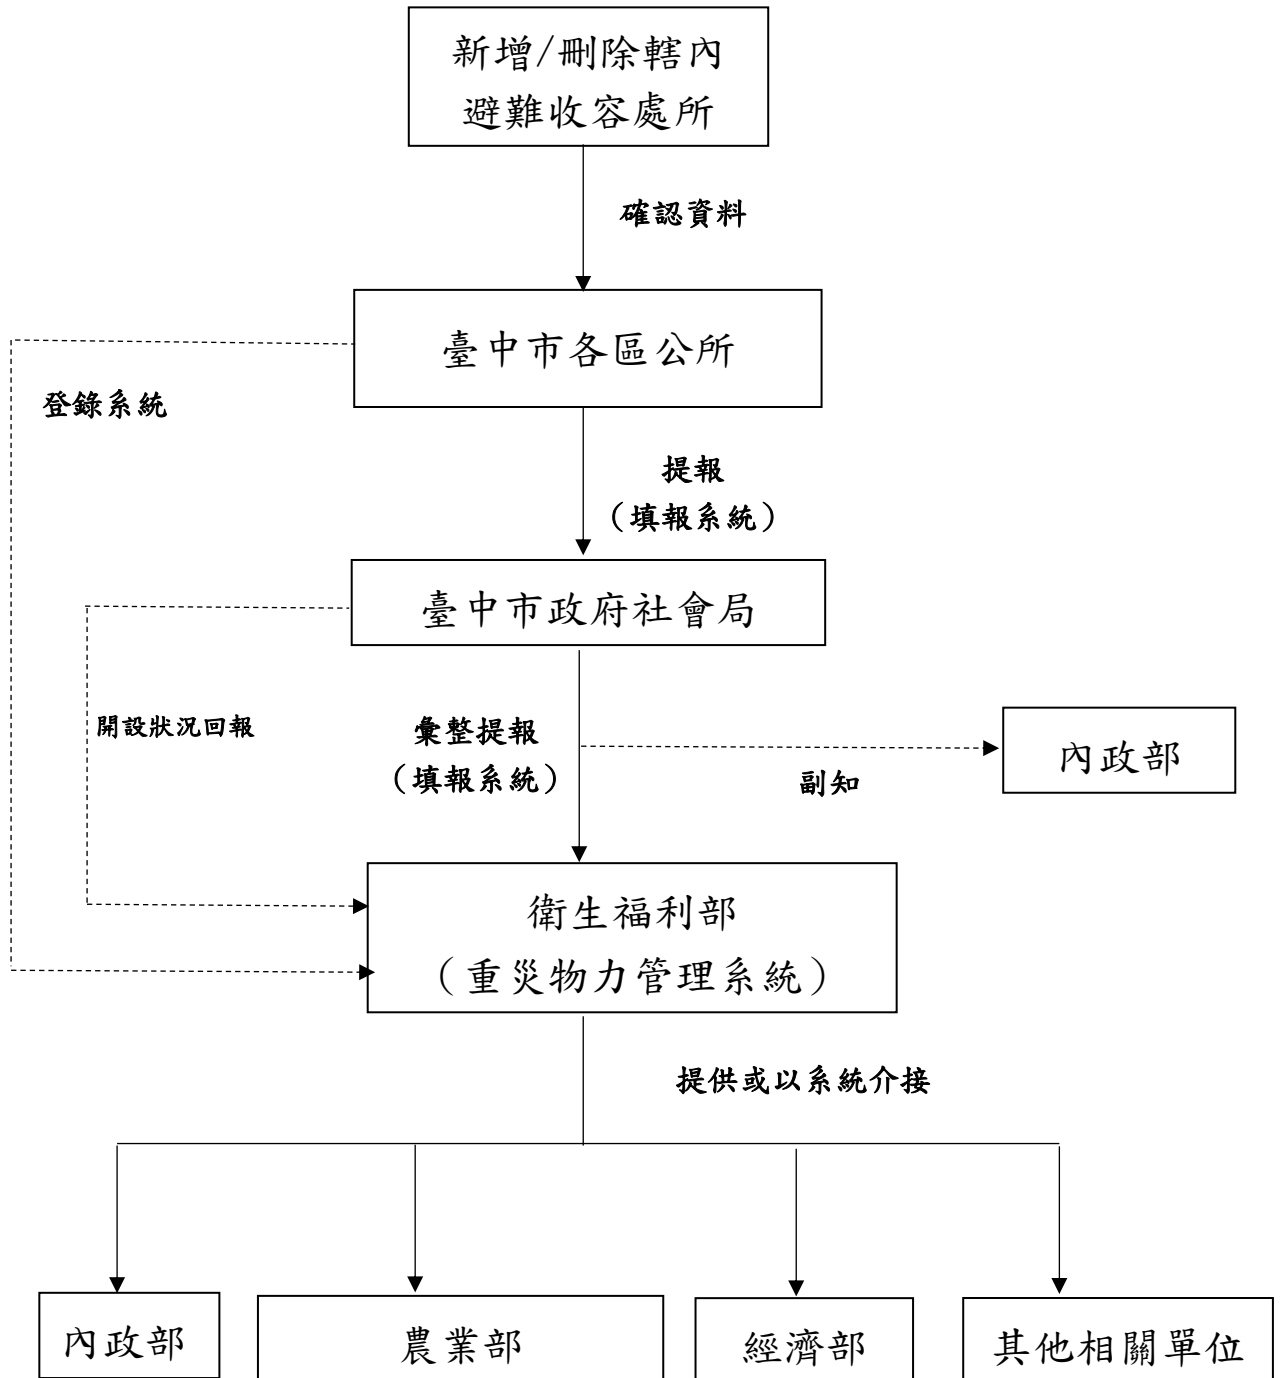 新增/刪除轄內
避難收容處所
確認資料
臺中市各區公所
登錄系統
提報
（填報系統）
臺中市政府社會局
開設狀況回報
彙整提報
（填報系統）
副知
內政部
衛生福利部
（重災物力管理系統）
提供或以系統介接
內政部
農業部
經濟部
其他相關單位